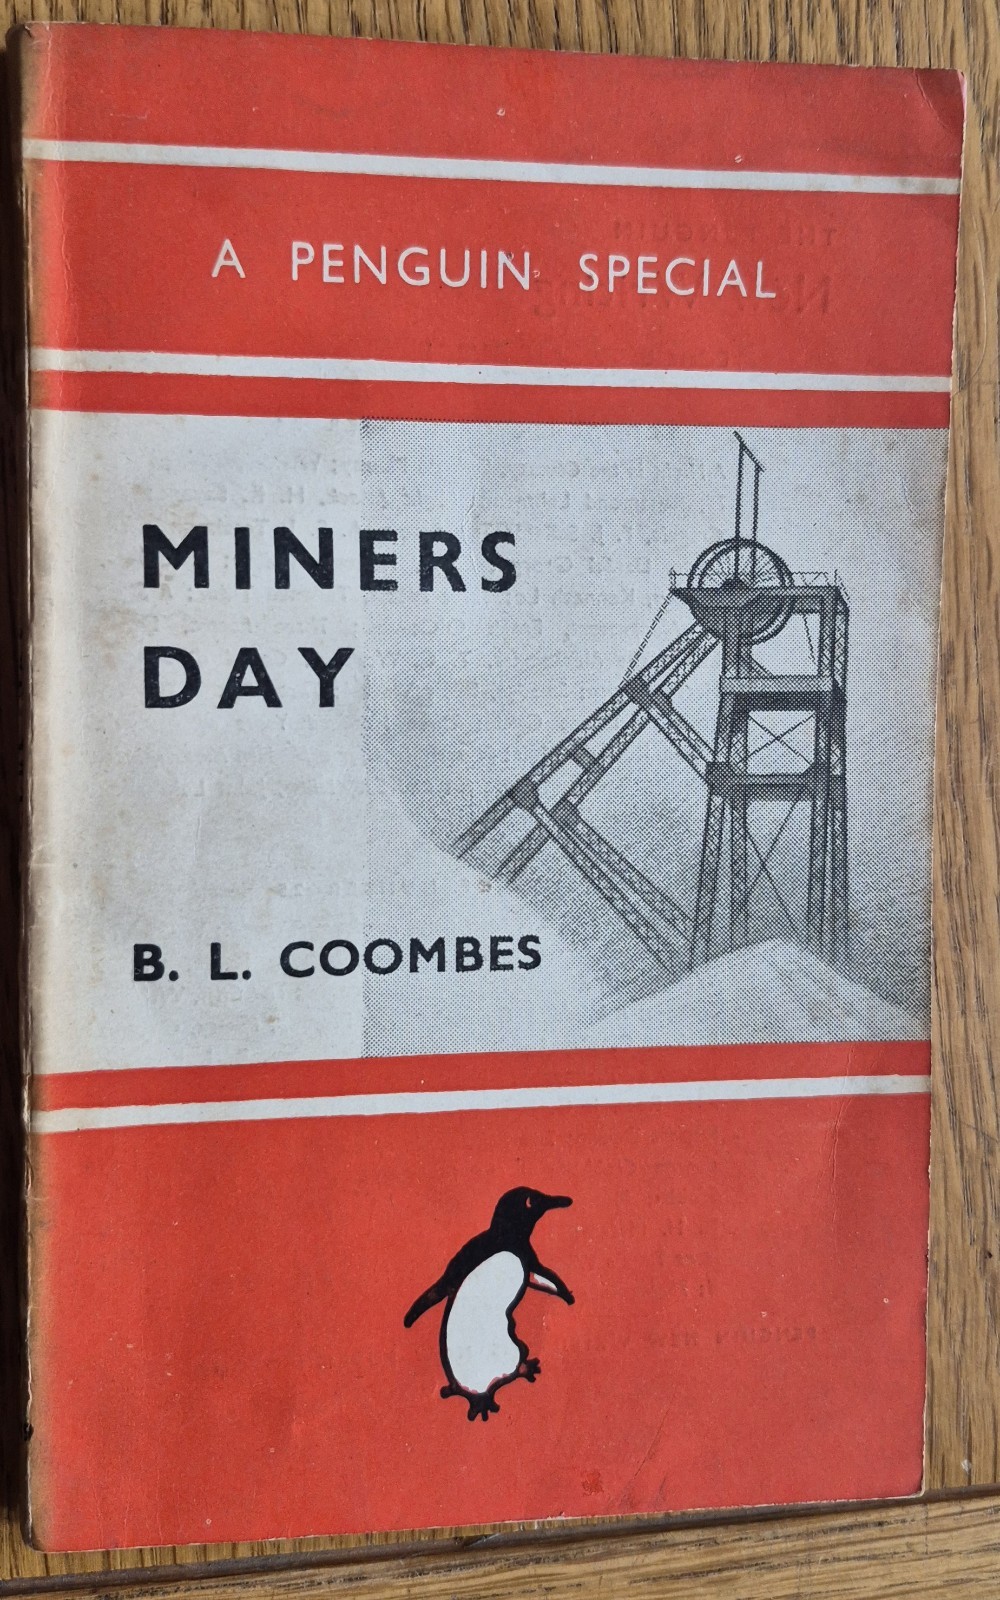 A PENGUIN SPECIAL
MINERS
DAY
B. L. COOMBES